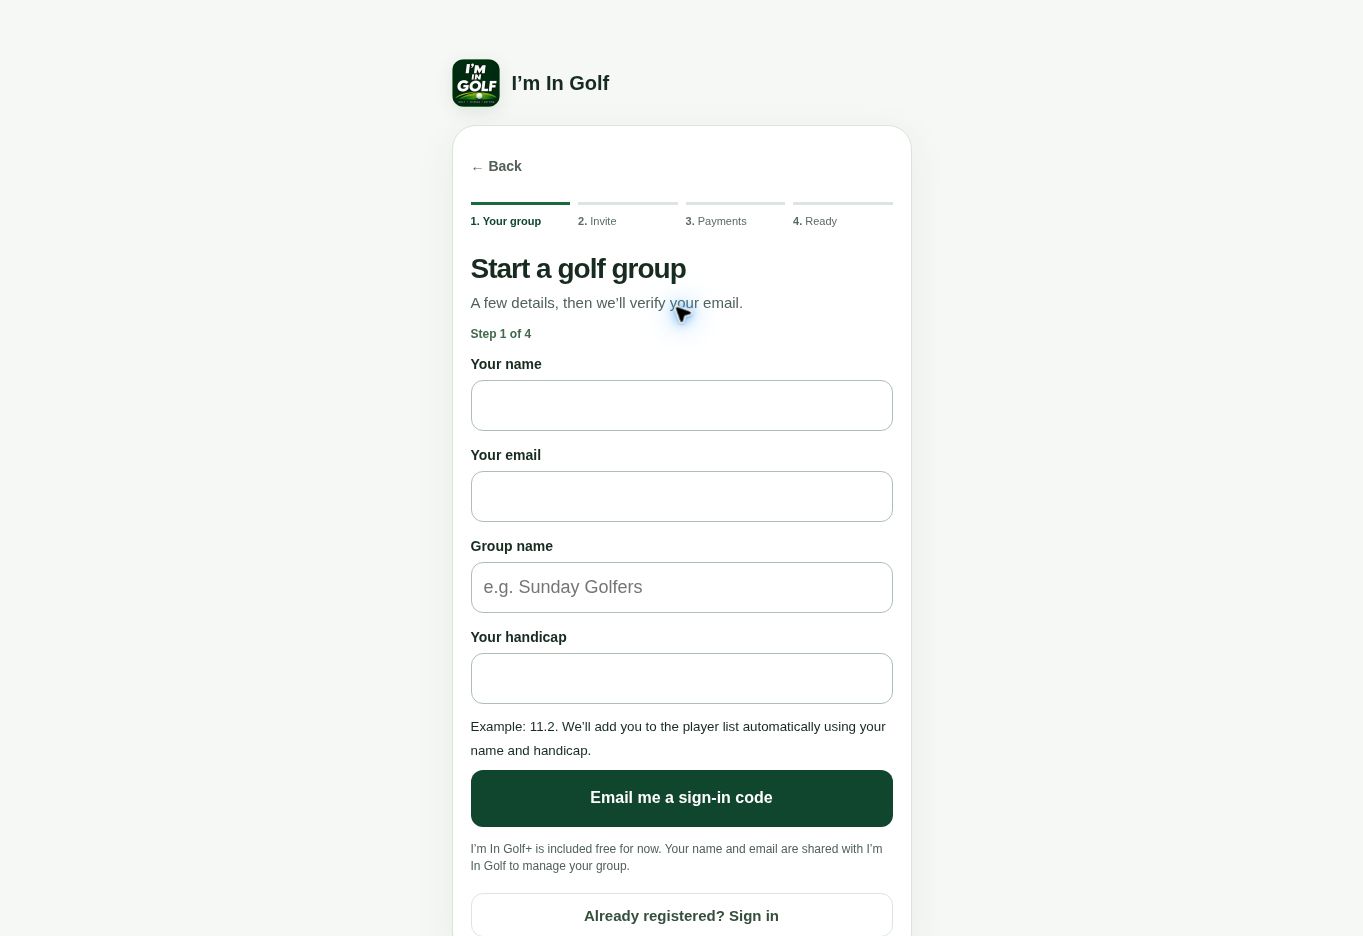 I'M
IN
GOLF
I’m In Golf
← Back
1. Your group
2. Invite
3. Payments
4. Ready
Start a golf group
A few details, then we’ll verify your email.
Step 1 of 4
Your name
Your email
Group name
e.g. Sunday Golfers
Your handicap
Example: 11.2. We’ll add you to the player list automatically using your
name and handicap.
Email me a sign-in code
I’m In Golf+ is included free for now. Your name and email are shared with I’m
In Golf to manage your group.
Already registered? Sign in